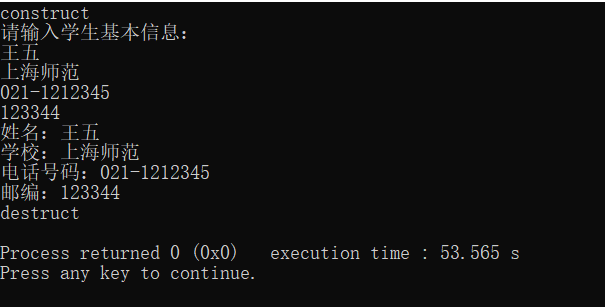 construct
请输入学生基本信息：
王五
上海师范
021-1212345
123344
姓名：王五
学校：上海师范
电话号码：021-1212345
邮编：123344
destruct
Process returned 0 (0x0)   execution time : 53.565 s
Press any key to continue.